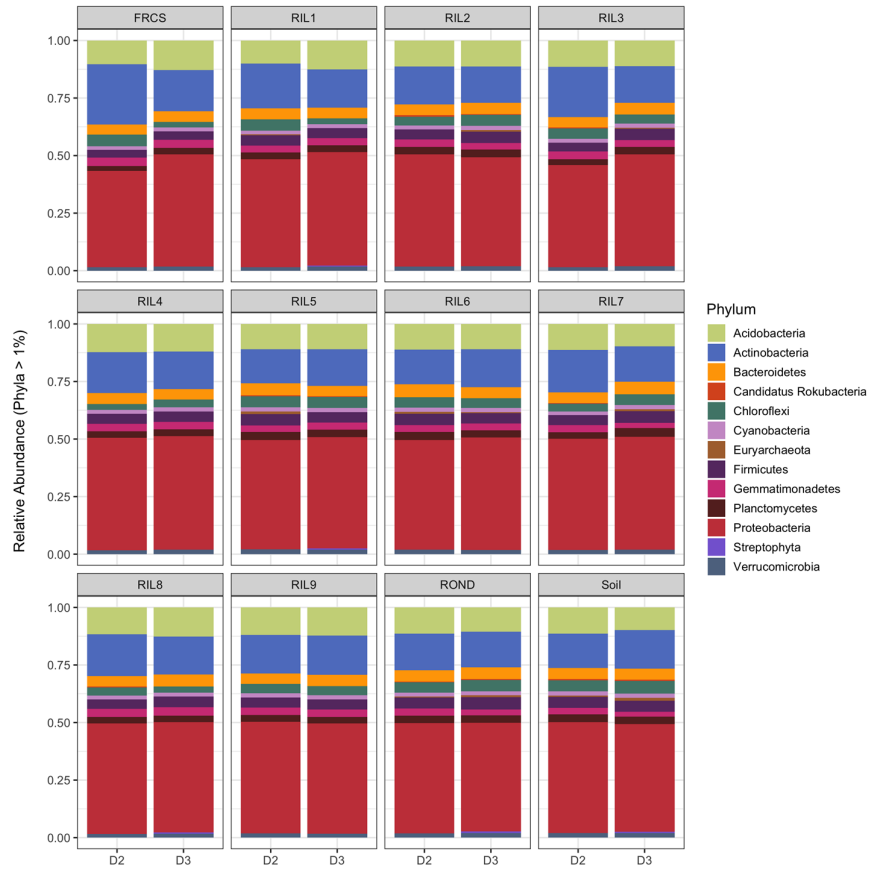 FRCS RIL1 RIL2 RIL3
1.00
0.75
0.50
0.25
0.00
RIL4 RIL5 RIL6 RIL7
1.00
0.75
0.50
0.25
0.00
RIL8 RIL9 ROND Soil
1.00
0.75
0.50
0.25
0.00
D2 D3 D2 D3 D2 D3 D2 D3
Relative Abundance (Phyla > 1%)
Phylum
Acidobacteria
Actinobacteria
Bacteroidetes
Candidatus Rokubacteria
Chloroflexi
Cyanobacteria
Euryarchaeota
Firmicutes
Gemmatimonadetes
Planctomycetes
Proteobacteria
Streptophyta
Verrucomicrobia